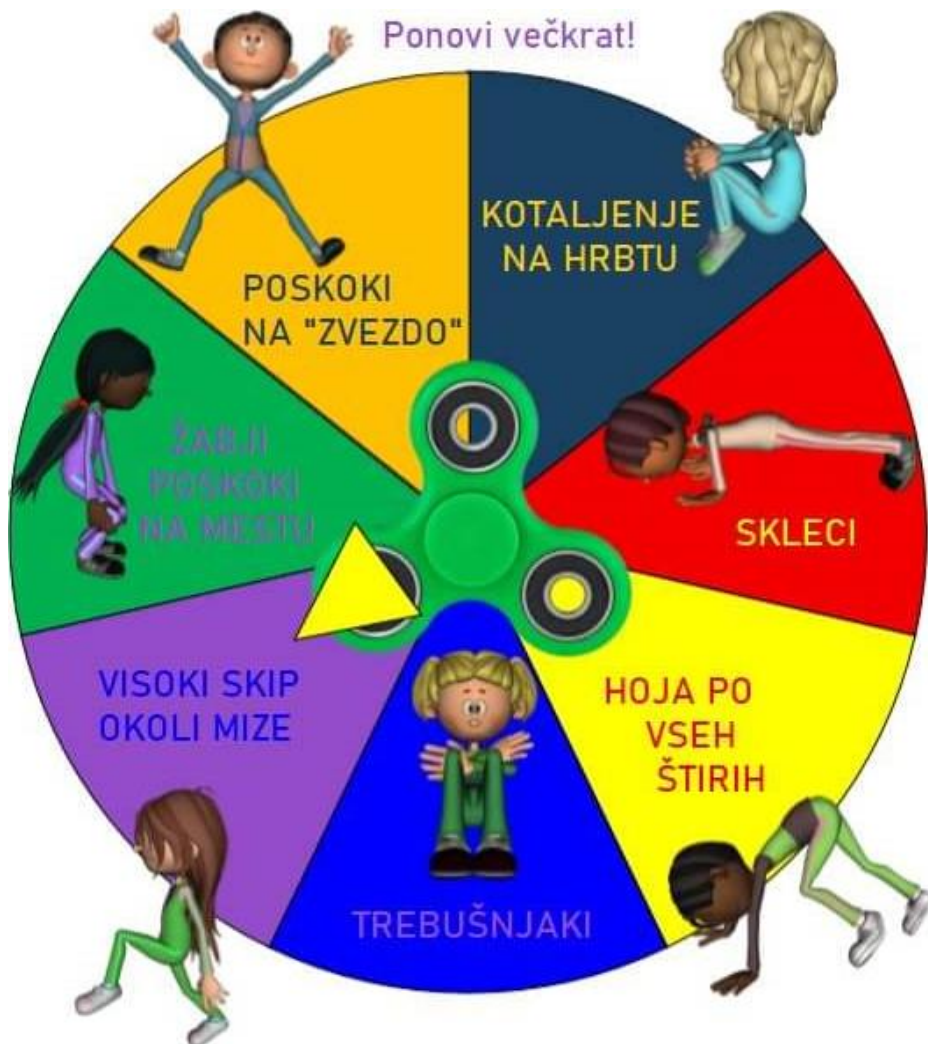 Ponovi večkrat!
KOTALJENJE
NA HRBTU
SKLECI
HOJA PO
VSEH
ŠTIRIH
TREBUŠNJAKI
VISOKI SKIP
OKOLI MIZE
ŽABJI
POSKOKI
NA MESTU
POSKOKI
NA "ZVEZDO"